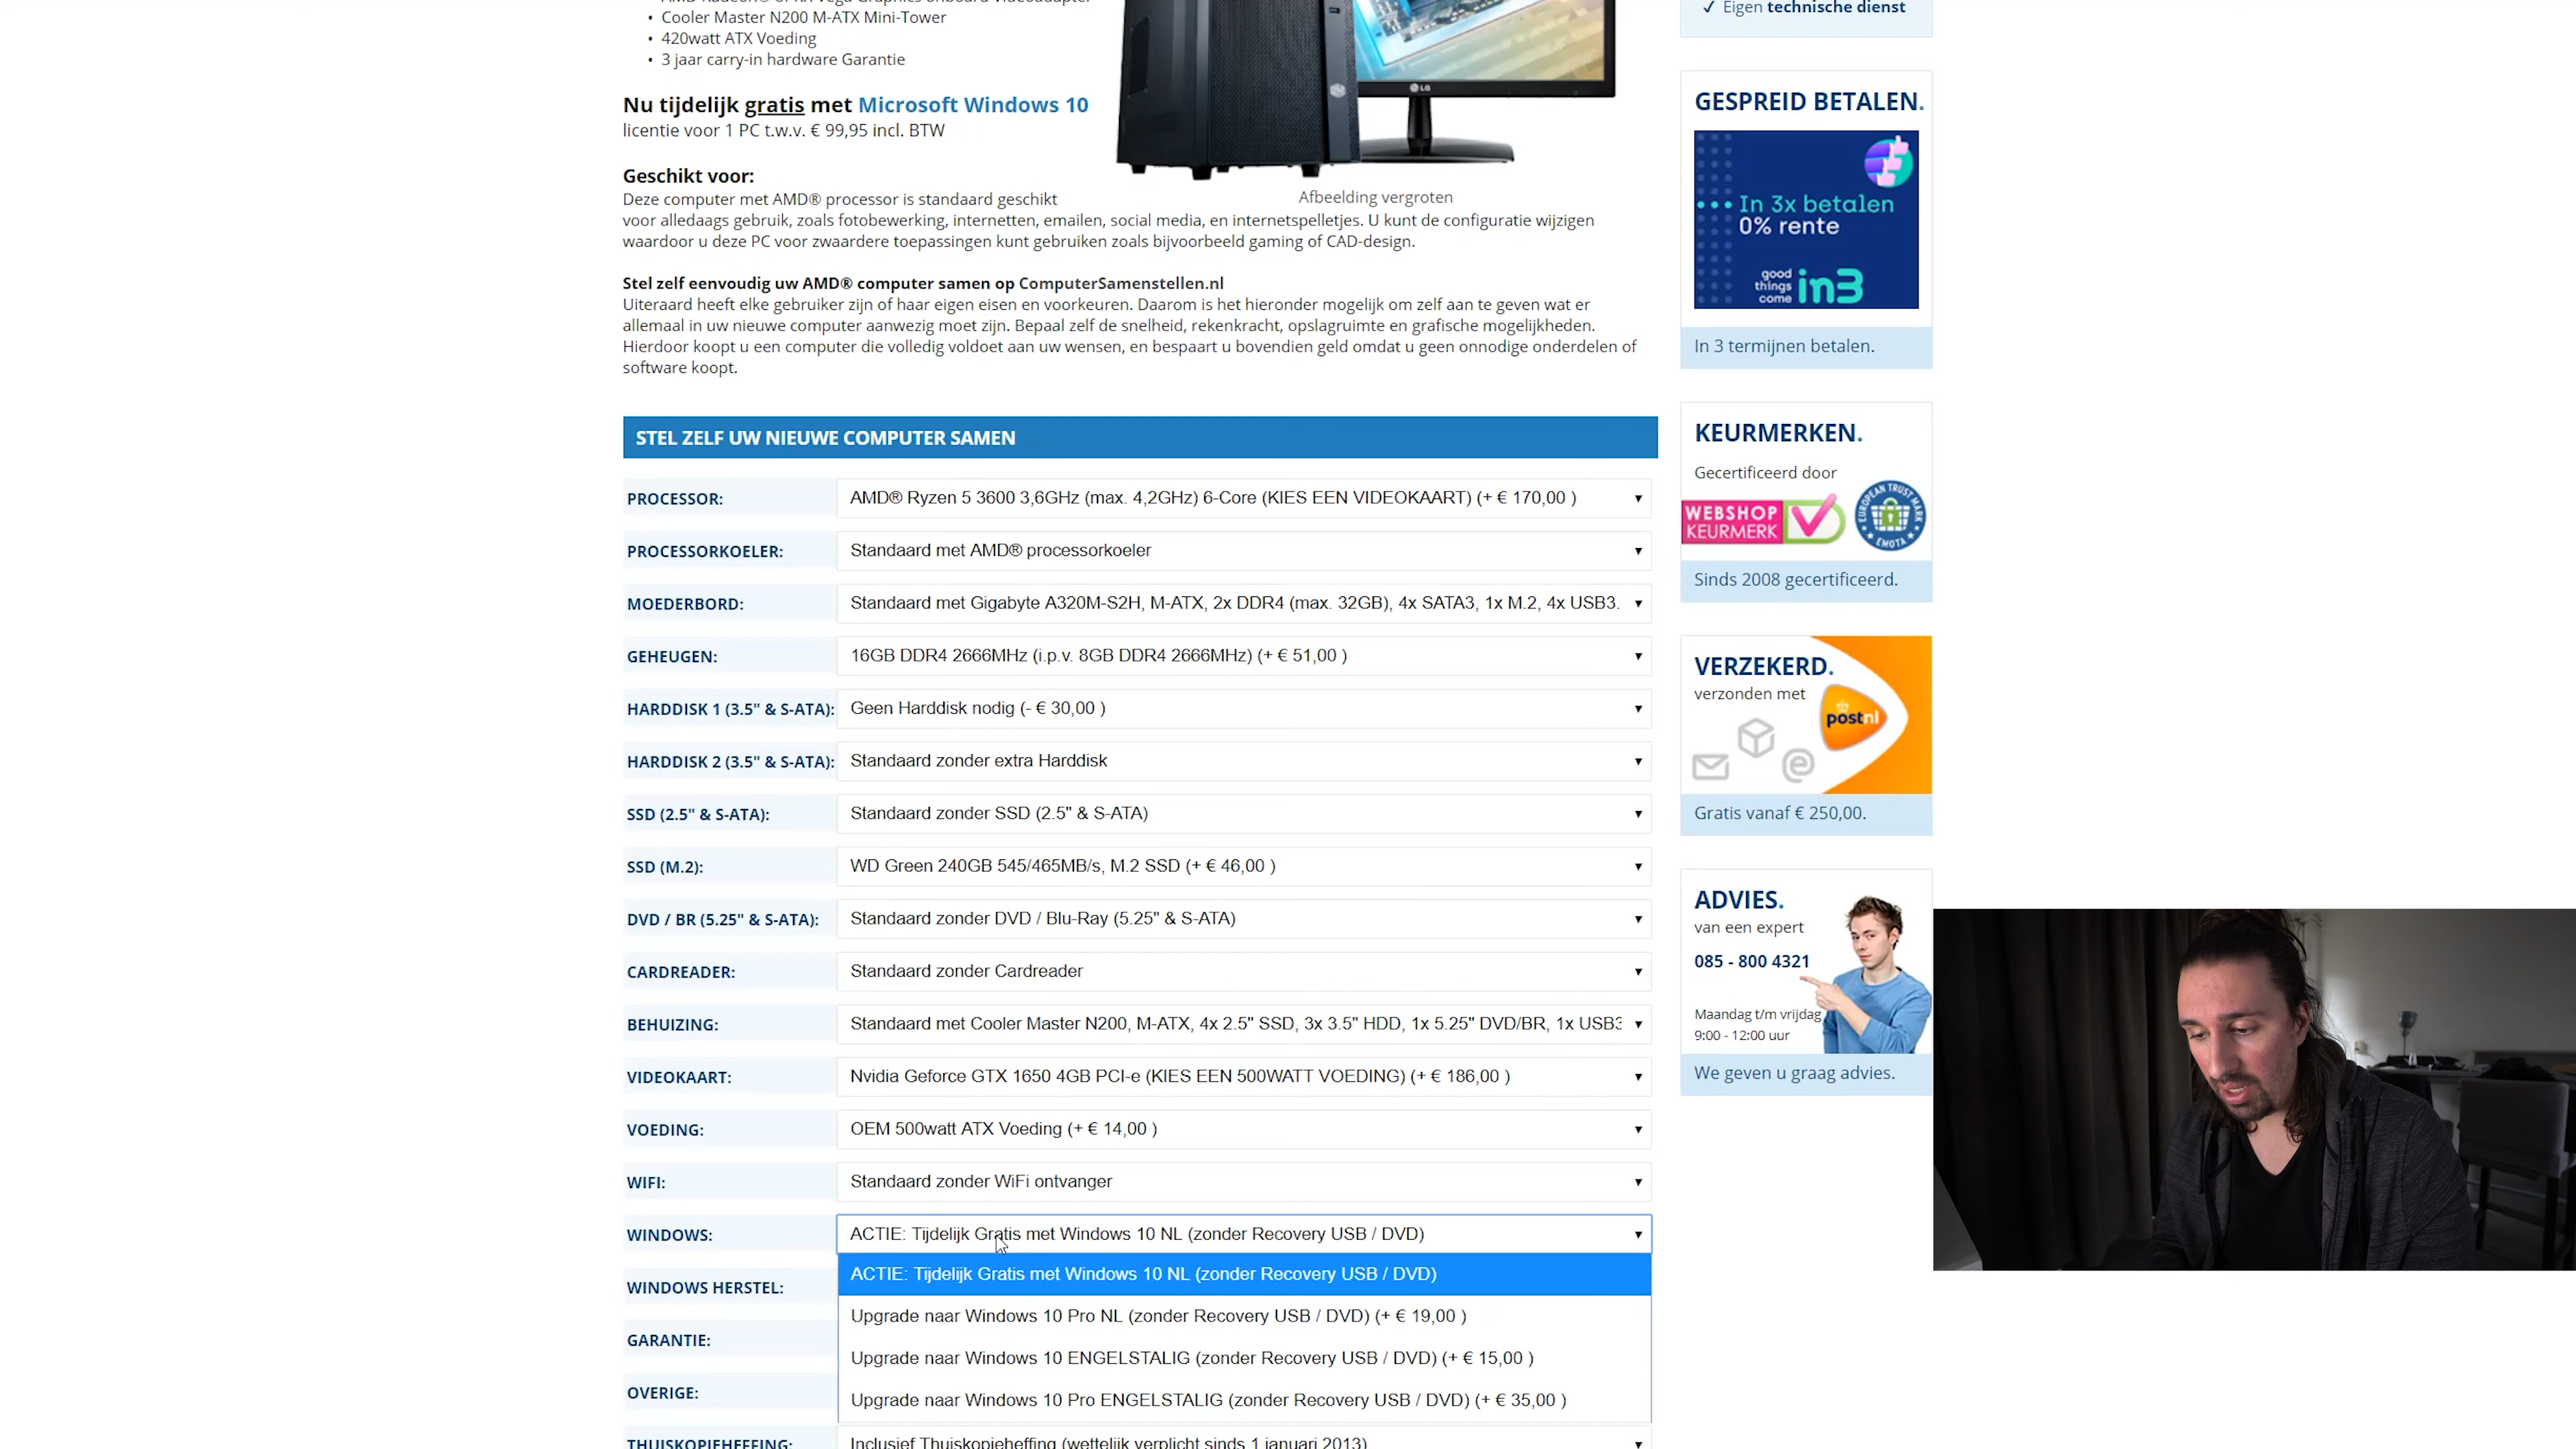 • Cooler Master N200 M-ATX Mini-Tower
• 420watt ATX Voeding
• 3 jaar carry-in hardware Garantie
Nu tijdelijk gratis met Microsoft Windows 10
licentie voor 1 PC t.w.v. € 99,95 incl. BTW
Geschikt voor:
Deze computer met AMD® processor is standaard geschikt
voor alledaags gebruik, zoals fotobewerking, internetten, emailen, social media, en internetspelletjes. U kunt de configuratie wijzigen
waardoor u deze PC voor zwaardere toepassingen kunt gebruiken zoals bijvoorbeeld gaming of CAD-design.
LG
Afbeelding vergroten
Stel zelf eenvoudig uw AMD® computer samen op ComputerSamenstellen.nl
Uiteraard heeft elke gebruiker zijn of haar eigen eisen en voorkeuren. Daarom is het hieronder mogelijk om zelf aan te geven wat er
allemaal in uw nieuwe computer aanwezig moet zijn. Bepaal zelf de snelheid, rekenkracht, opslagruimte en grafische mogelijkheden.
Hierdoor koopt u een computer die volledig voldoet aan uw wensen, en bespaart u bovendien geld omdat u geen onnodige onderdelen of
software koopt.
STEL ZELF UW NIEUWE COMPUTER SAMEN
PROCESSOR: AMD® Ryzen 5 3600 3,6GHz (max. 4,2GHz) 6-Core (KIES EEN VIDEOKAART) (+ € 170,00 )
PROCESSORKOELER: Standaard met AMD® processorkoeler
MOEDERBORD: Standaard met Gigabyte A320M-S2H, M-ATX, 2x DDR4 (max. 32GB), 4x SATA3, 1x M.2, 4x USB3.
GEHEUGEN: 16GB DDR4 2666MHz (i.p.v. 8GB DDR4 2666MHz) (+ € 51,00 )
HARDDISK 1 (3.5" & S-ATA): Geen Harddisk nodig (- € 30,00 )
HARDDISK 2 (3.5" & S-ATA): Standaard zonder extra Harddisk
SSD (2.5" & S-ATA): Standaard zonder SSD (2.5" & S-ATA)
SSD (M.2): WD Green 240GB 545/465MB/s, M.2 SSD (+ € 46,00 )
DVD / BR (5.25" & S-ATA): Standaard zonder DVD / Blu-Ray (5.25" & S-ATA)
CARDREADER: Standaard zonder Cardreader
BEHUIZING: Standaard met Cooler Master N200, M-ATX, 4x 2.5" SSD, 3x 3.5" HDD, 1x 5.25" DVD/BR, 1x USB3
VIDEOKAART: Nvidia Geforce GTX 1650 4GB PCI-e (KIES EEN 500WATT VOEDING) (+ € 186,00 )
VOEDING: OEM 500watt ATX Voeding (+ € 14,00 )
WIFI: Standaard zonder WiFi ontvanger
WINDOWS: ACTIE: Tijdelijk Gratis met Windows 10 NL (zonder Recovery USB / DVD)
ACTIE: Tijdelijk Gratis met Windows 10 NL (zonder Recovery USB / DVD)
WINDOWS HERSTEL:
Upgrade naar Windows 10 Pro NL (zonder Recovery USB / DVD) (+ € 19,00 )
GARANTIE:
Upgrade naar Windows 10 ENGELSTALIG (zonder Recovery USB / DVD) (+ € 15,00 )
OVERIGE:
Upgrade naar Windows 10 Pro ENGELSTALIG (zonder Recovery USB / DVD) (+ € 35,00 )
THUISKOPIEHEFFING: Inclusief Thuiskopieheffing (wettelijk verplicht sinds 1 januari 2013)
✓ Eigen technische dienst
GESPREID BETALEN.
In 3x betalen
0% rente
good
things
come
in3
In 3 termijnen betalen.
KEURMERKEN.
Gecertificeerd door
WEBSHOP
KEURMERK
EUROPEAN TRUST MARK
EMOTA
Sinds 2008 gecertificeerd.
VERZEKERD.
verzonden met
postnl
Gratis vanaf € 250,00.
ADVIES.
van een expert
085 - 800 4321
Maandag t/m vrijdag
9:00 - 12:00 uur
We geven u graag advies.